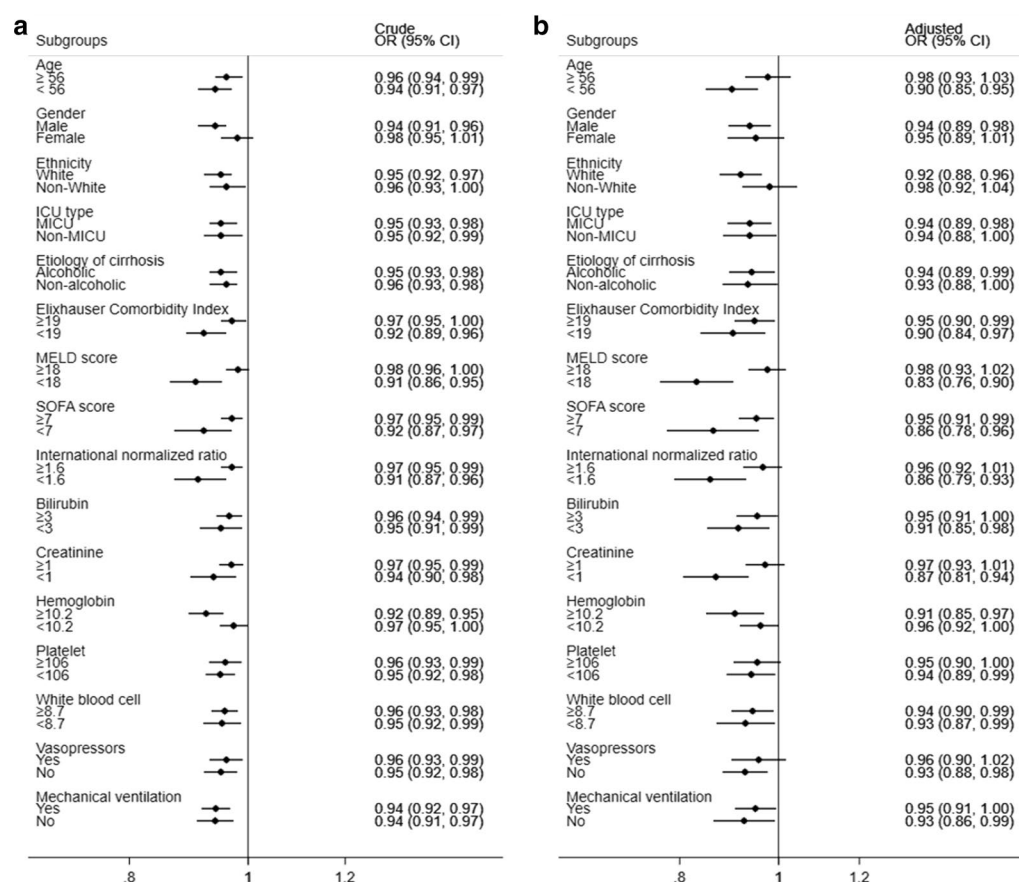 a
Subgroups Crude OR (95% CI)
Age
≥ 56 0.96 (0.94, 0.99)
< 56 0.94 (0.91, 0.97)
Gender
Male 0.94 (0.91, 0.96)
Female 0.98 (0.95, 1.01)
Ethnicity
White 0.95 (0.92, 0.97)
Non-White 0.96 (0.93, 1.00)
ICU type
MICU 0.95 (0.93, 0.98)
Non-MICU 0.95 (0.92, 0.99)
Etiology of cirrhosis
Alcoholic 0.95 (0.93, 0.98)
Non-alcoholic 0.96 (0.93, 0.98)
Elixhauser Comorbidity Index
≥19 0.97 (0.95, 1.00)
<19 0.92 (0.89, 0.96)
MELD score
≥18 0.98 (0.96, 1.00)
<18 0.91 (0.86, 0.95)
SOFA score
≥7 0.97 (0.95, 0.99)
<7 0.92 (0.87, 0.97)
International normalized ratio
≥1.6 0.97 (0.95, 0.99)
<1.6 0.91 (0.87, 0.96)
Bilirubin
≥3 0.96 (0.94, 0.99)
<3 0.95 (0.91, 0.99)
Creatinine
≥1 0.97 (0.95, 0.99)
<1 0.94 (0.90, 0.98)
Hemoglobin
≥10.2 0.92 (0.89, 0.95)
<10.2 0.97 (0.95, 1.00)
Platelet
≥106 0.96 (0.93, 0.99)
<106 0.95 (0.92, 0.98)
White blood cell
≥8.7 0.96 (0.93, 0.98)
<8.7 0.95 (0.92, 0.99)
Vasopressors
Yes 0.96 (0.93, 0.99)
No 0.95 (0.92, 0.98)
Mechanical ventilation
Yes 0.94 (0.92, 0.97)
No 0.94 (0.91, 0.97)
.8 1 1.2
b
Subgroups Adjusted OR (95% CI)
Age
≥ 56 0.98 (0.93, 1.03)
< 56 0.90 (0.85, 0.95)
Gender
Male 0.94 (0.89, 0.98)
Female 0.95 (0.89, 1.01)
Ethnicity
White 0.92 (0.88, 0.96)
Non-White 0.98 (0.92, 1.04)
ICU type
MICU 0.94 (0.89, 0.98)
Non-MICU 0.94 (0.88, 1.00)
Etiology of cirrhosis
Alcoholic 0.94 (0.89, 0.99)
Non-alcoholic 0.93 (0.88, 1.00)
Elixhauser Comorbidity Index
≥19 0.95 (0.90, 0.99)
<19 0.90 (0.84, 0.97)
MELD score
≥18 0.98 (0.93, 1.02)
<18 0.83 (0.76, 0.90)
SOFA score
≥7 0.95 (0.91, 0.99)
<7 0.86 (0.78, 0.96)
International normalized ratio
≥1.6 0.96 (0.92, 1.01)
<1.6 0.86 (0.79, 0.93)
Bilirubin
≥3 0.95 (0.91, 1.00)
<3 0.91 (0.85, 0.98)
Creatinine
≥1 0.97 (0.93, 1.01)
<1 0.87 (0.81, 0.94)
Hemoglobin
≥10.2 0.91 (0.85, 0.97)
<10.2 0.96 (0.92, 1.00)
Platelet
≥106 0.95 (0.90, 1.00)
<106 0.94 (0.89, 0.99)
White blood cell
≥8.7 0.94 (0.90, 0.99)
<8.7 0.93 (0.87, 0.99)
Vasopressors
Yes 0.96 (0.90, 1.02)
No 0.93 (0.88, 0.98)
Mechanical ventilation
Yes 0.95 (0.91, 1.00)
No 0.93 (0.86, 0.99)
.8 1 1.2